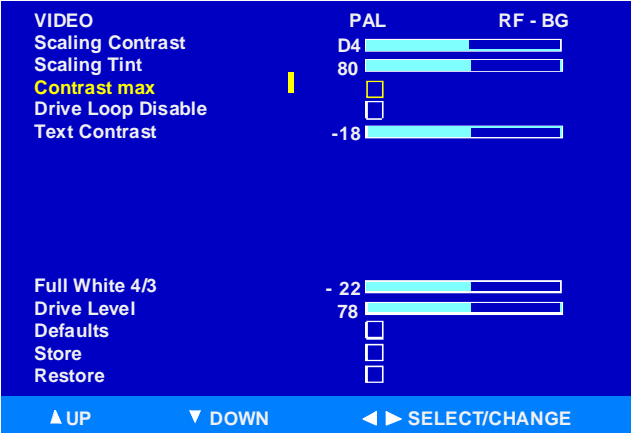 VIDEO PAL RF - BG
Scaling Contrast D4
Scaling Tint 80
Contrast max
Drive Loop Disable
Text Contrast -18
Full White 4/3 - 22
Drive Level 78
Defaults
Store
Restore
UP DOWN SELECT/CHANGE